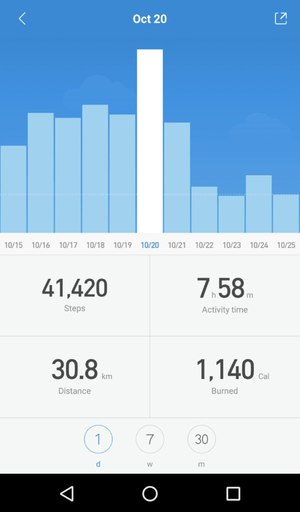 Oct 20
10/15 10/16 10/17 10/18 10/19 10/20 10/21 10/22 10/23 10/24 10/25
41,420
Steps
7 h 58 m
Activity time
30.8 km
Distance
1,140 Cal
Burned
1 7 30
d w m